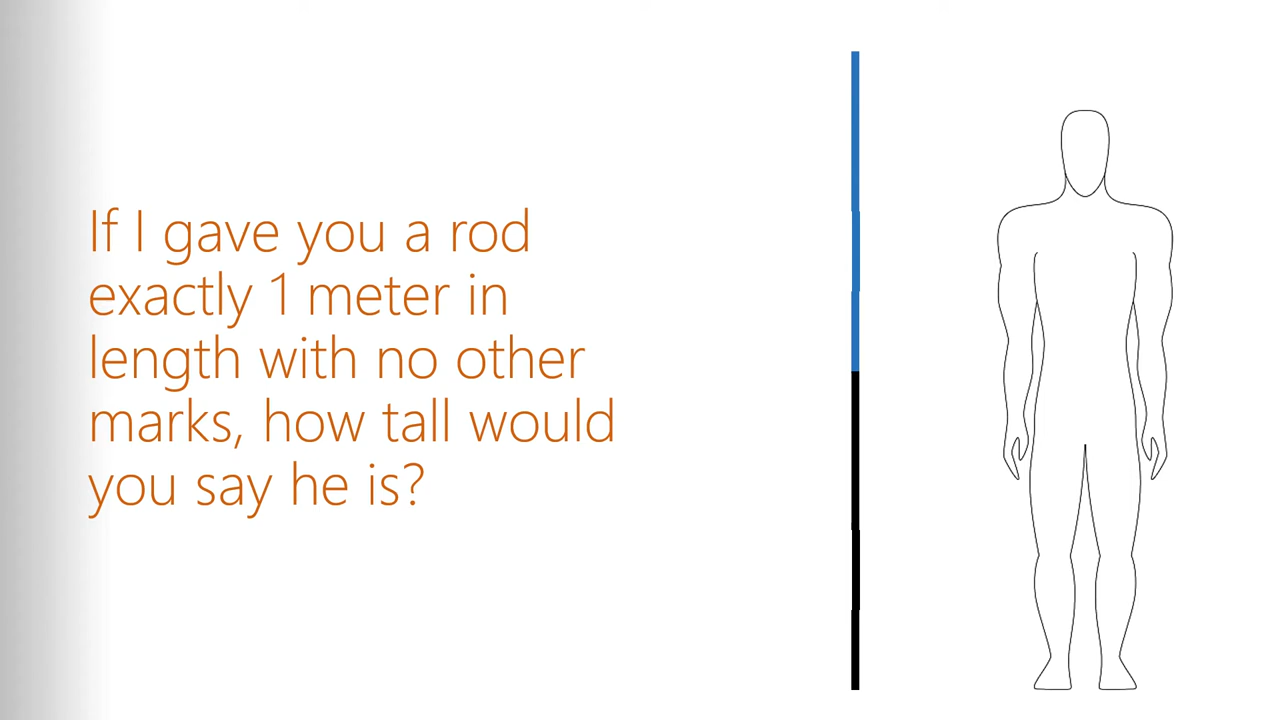 If I gave you a rod
exactly 1 meter in
length with no other
marks, how tall would
you say he is?